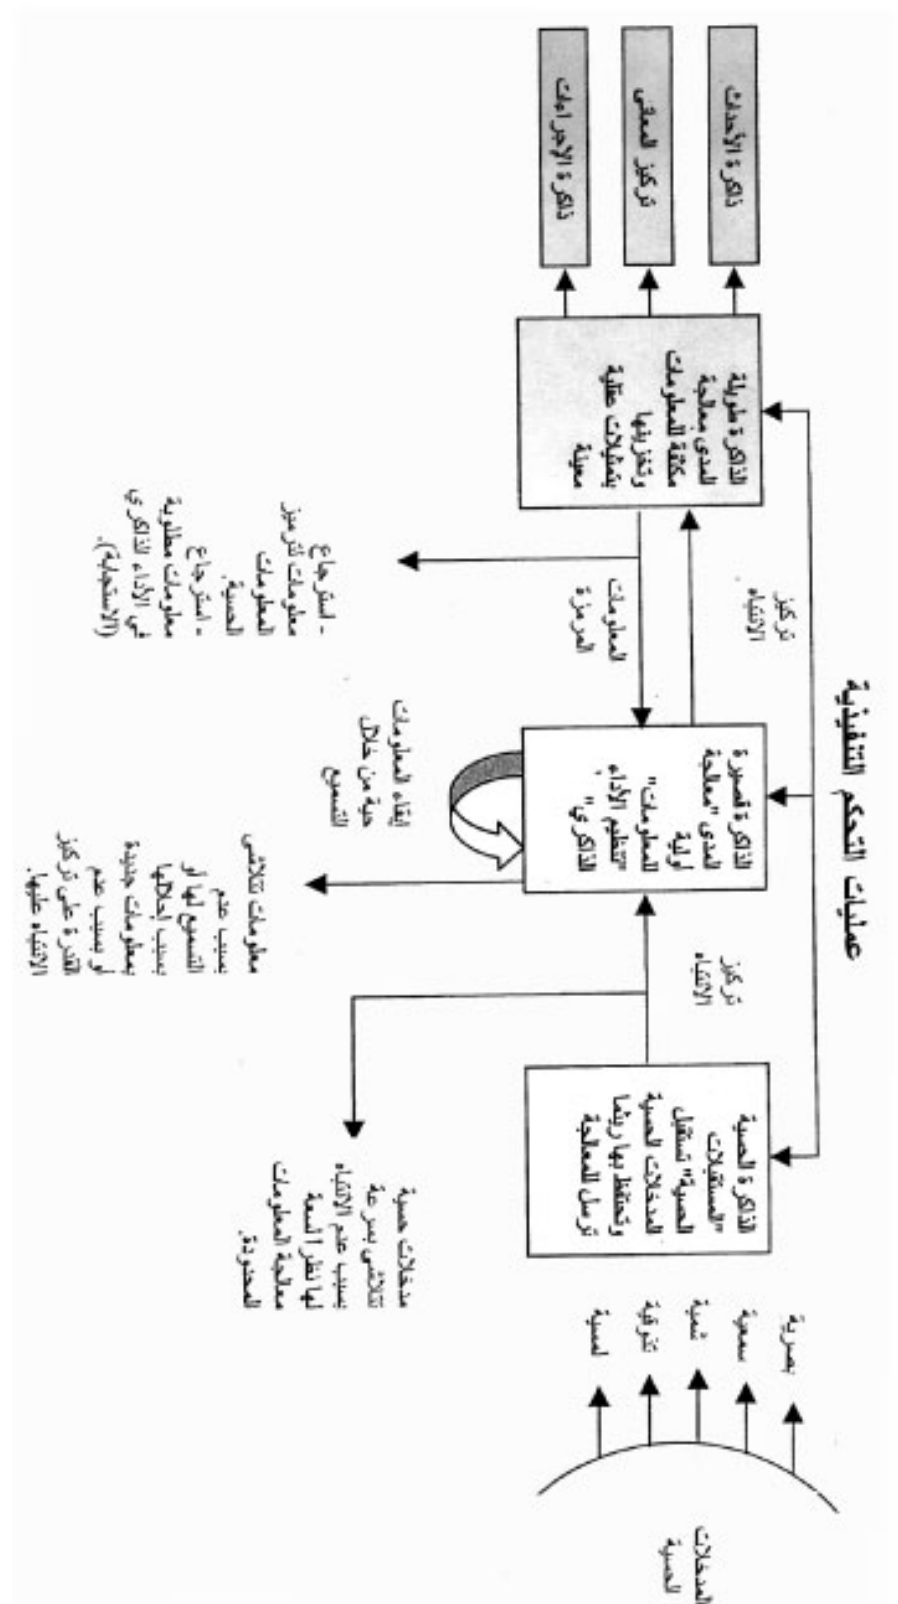 عمليات التحكم التنفيذية
المدخلات
الحسية
بصرية
سمعية
شمية
تذوقية
لمسية
الذاكرة الحسية
"المستقبلات
الحسية" تستقبل
المدخلات الحسية
وتحتفظ بها ريثما
ترسل للمعالجة
تركيز
الانتباه
مدخلات حسية
تتلاشى بسرعة
بسبب عدم الانتباه
لها نظرا لسعة
معالجة المعلومات
المحدودة.
الذاكرة قصيرة
المدى "معالجة
أولية
للمعلومات"
"تنظيم الأداء
الذاكري"
ابقاء المعلومات
حية من خلال
التسميع
معلومات تتلاشى
بسبب عدم
التسميع لها أو
بسبب إحلالها
بمعلومات جديدة
أو بسبب عدم
القدرة على تركيز
الانتباه عليها.
تركيز
الانتباه
المعلومات
المرمزة
- استرجاع
معلومات لترميز
المعلومات
الحسية.
- استرجاع
معلومات مطلوبة
في الأداء الذاكري
(الاستجابة).
الذاكرة طويلة
المدى معالجة
مكثفة للمعلومات
وتخزينها
بتمثيلات عقلية
معينة
ذاكرة الأحداث
تركيز المعاني
ذاكرة الإجراءات